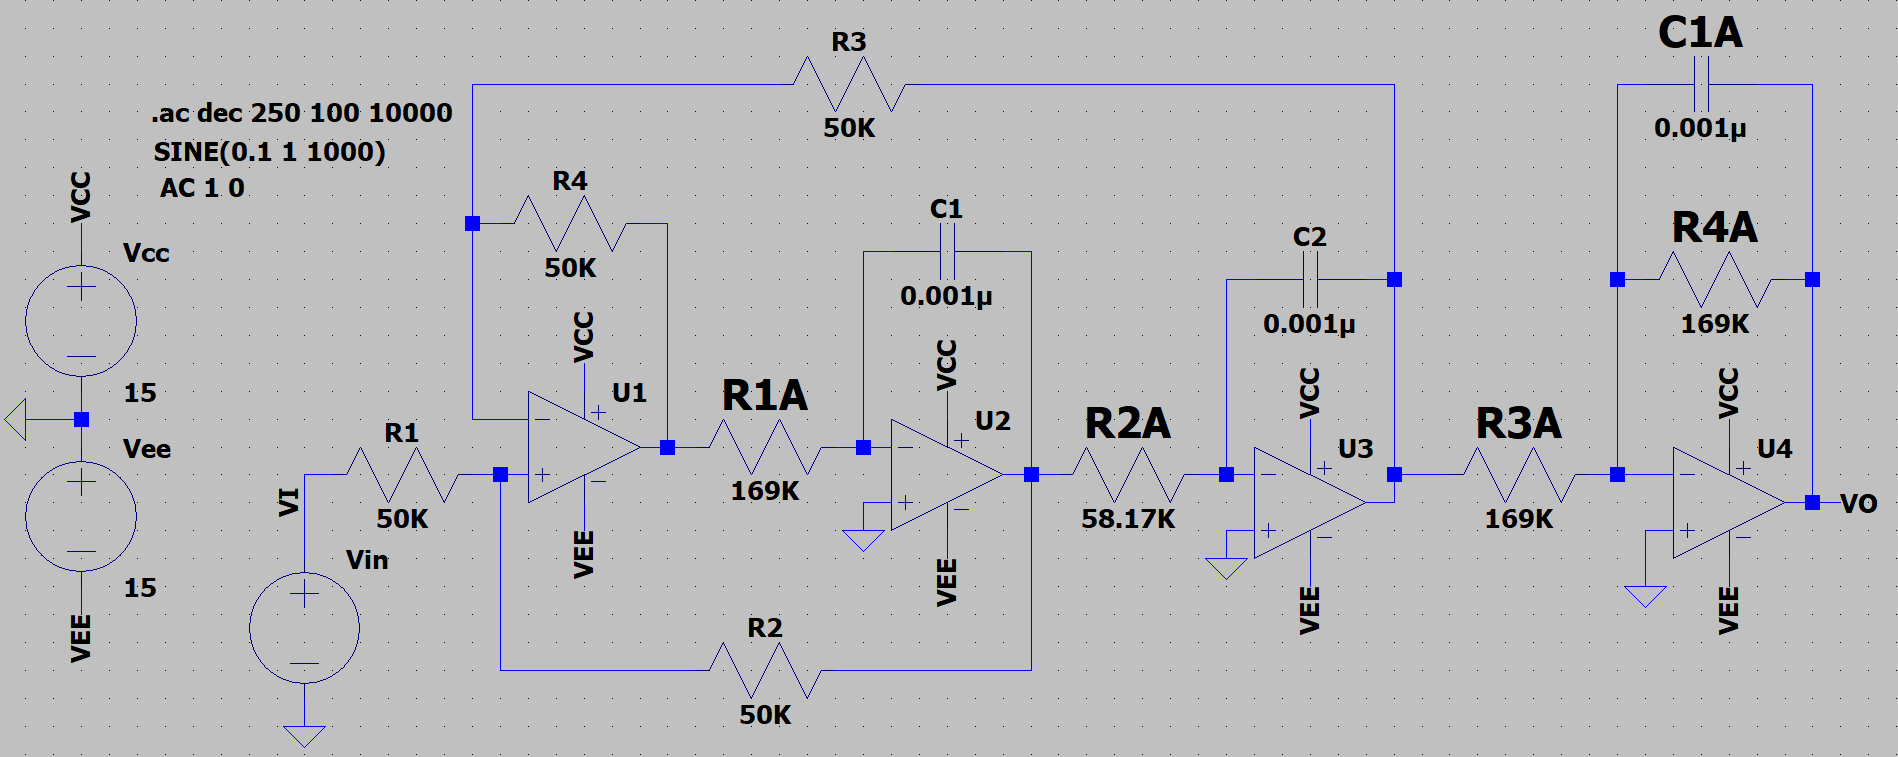 .ac dec 250 100 10000
SINE(0.1 1 1000)
AC 1 0
VCC
Vcc
15
Vee
15
VEE
VI
Vin
R1
50K
R3
50K
R4
50K
VCC
U1
VEE
R2
50K
R1A
169K
C1
0.001µ
VCC
U2
VEE
R2A
58.17K
C2
0.001µ
VCC
U3
VEE
R3A
169K
C1A
0.001µ
R4A
169K
VCC
U4
VEE
VO